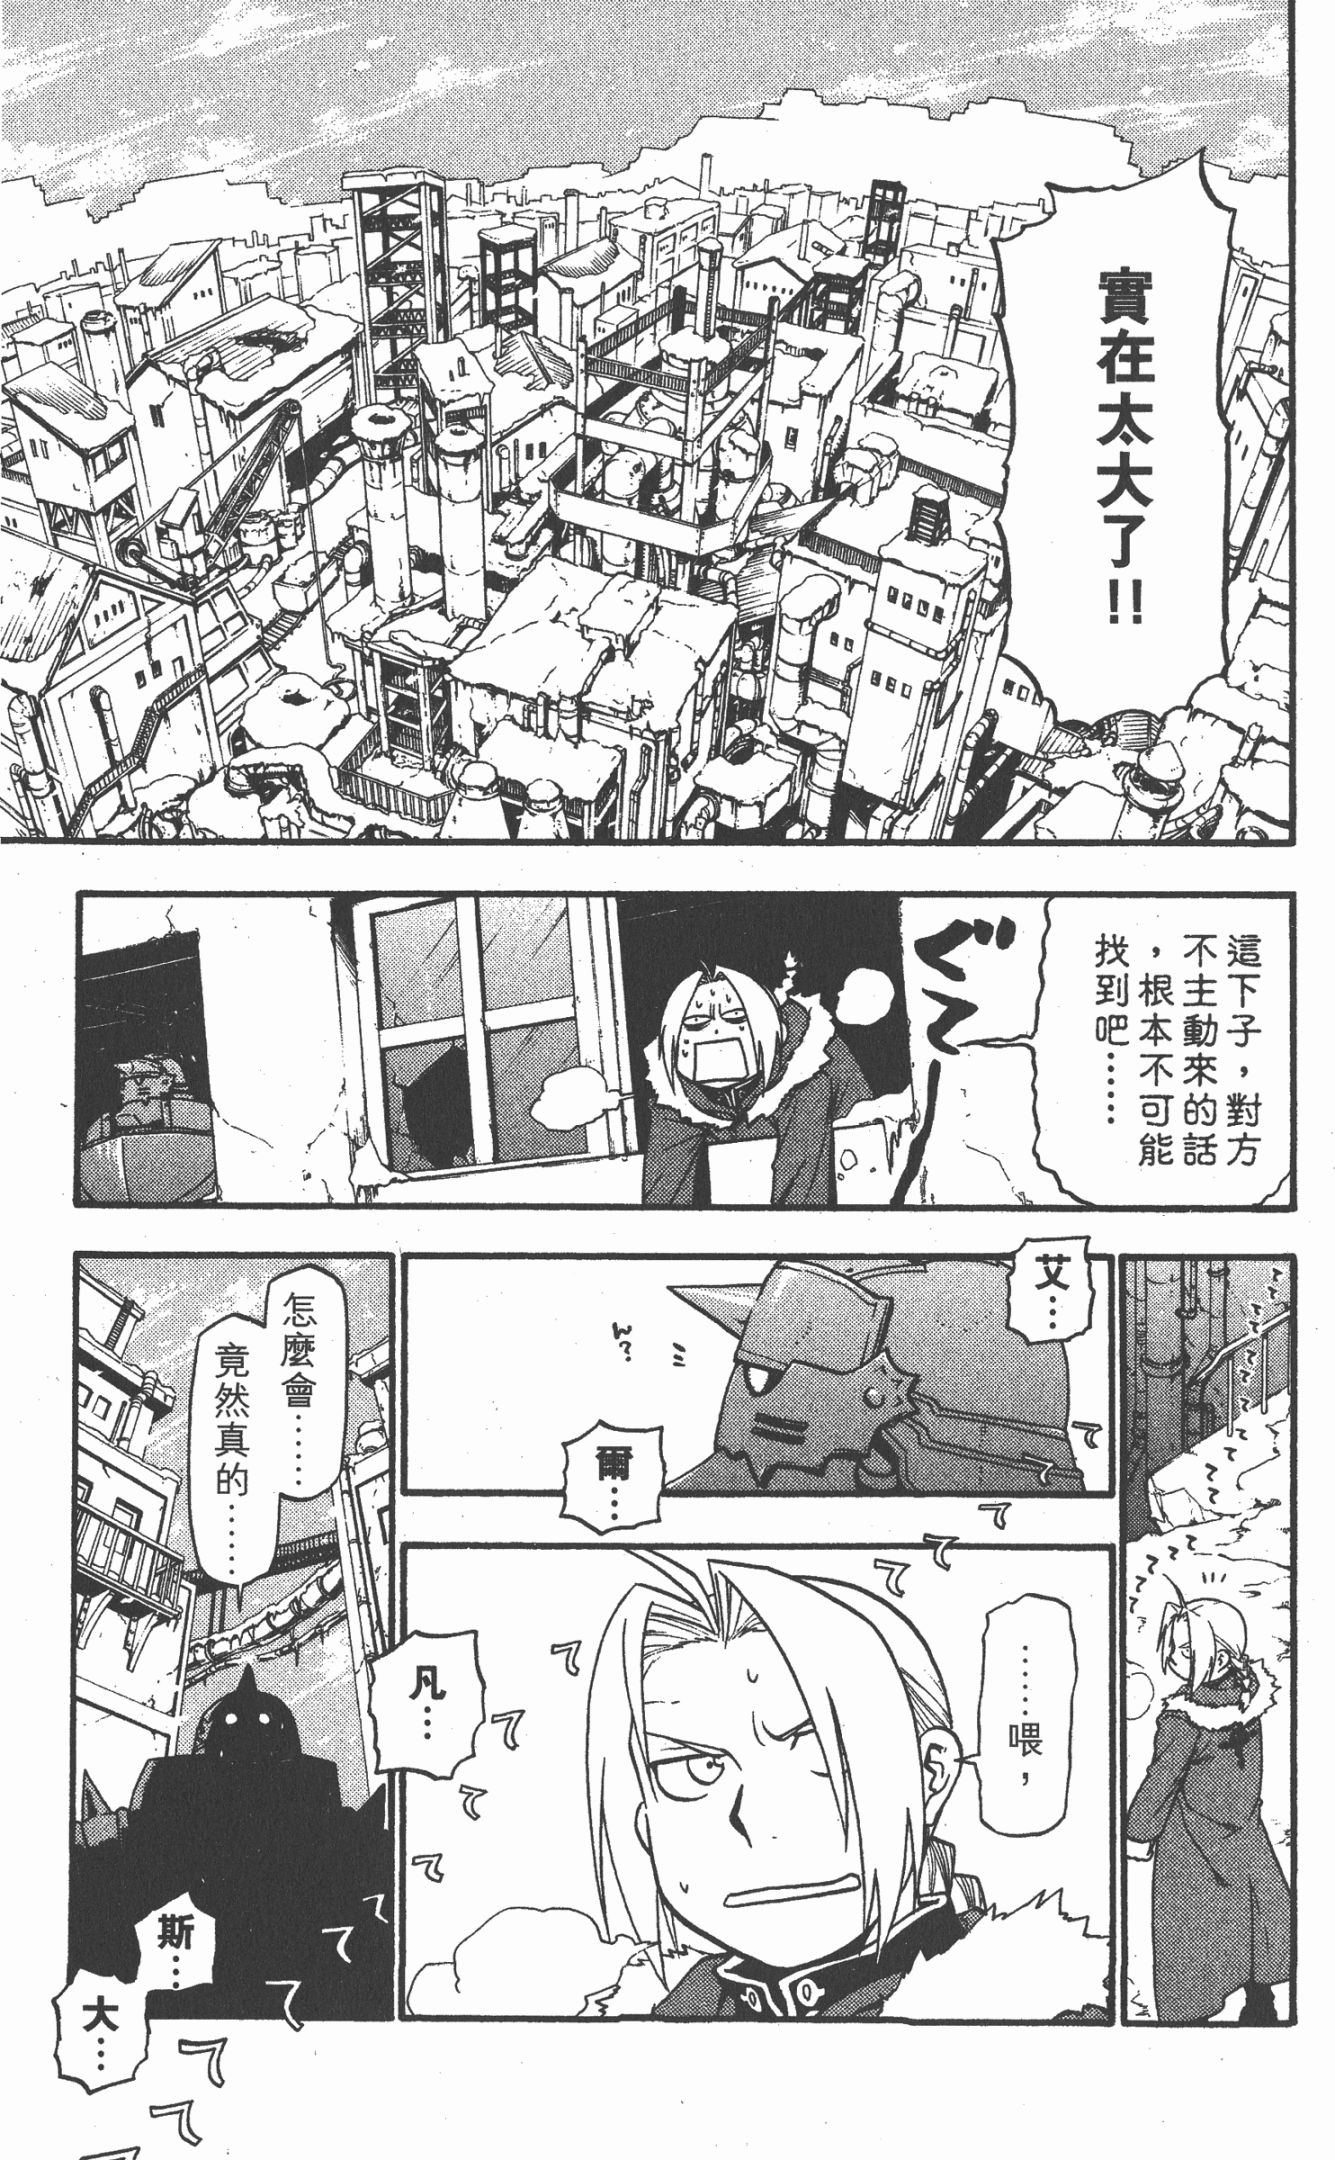 實在太大了!!
這下子，對方
不主動來的話
，根本不可能
找到吧……
ぐて
艾…
ん?
爾…
……喂，
凡…
怎麼會……
竟然真的……
斯…
大…